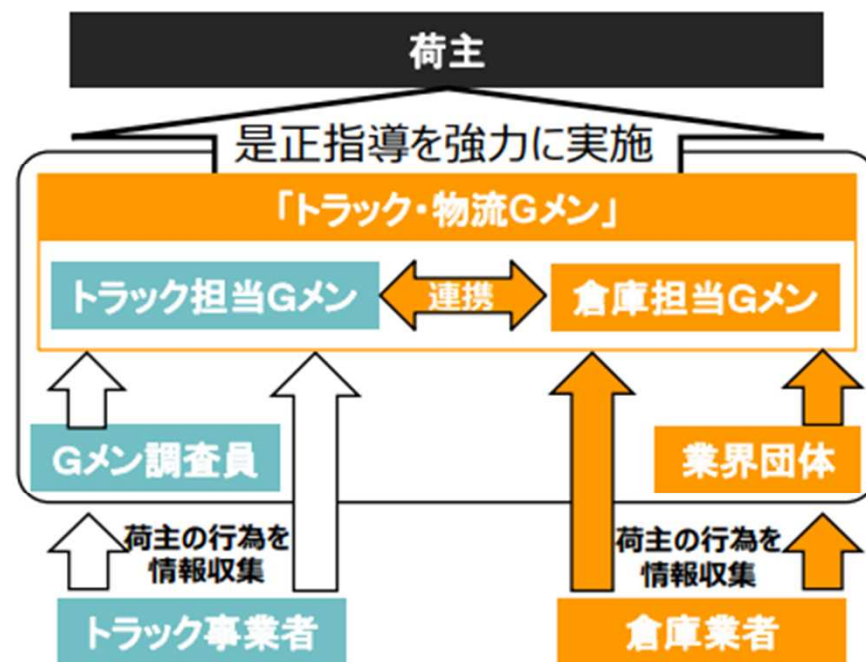 荷主
是正指導を強力に実施
「トラック・物流Gメン」
トラック担当Gメン
連携
倉庫担当Gメン
Gメン調査員
業界団体
荷主の行為を
情報収集
荷主の行為を
情報収集
トラック事業者
倉庫業者